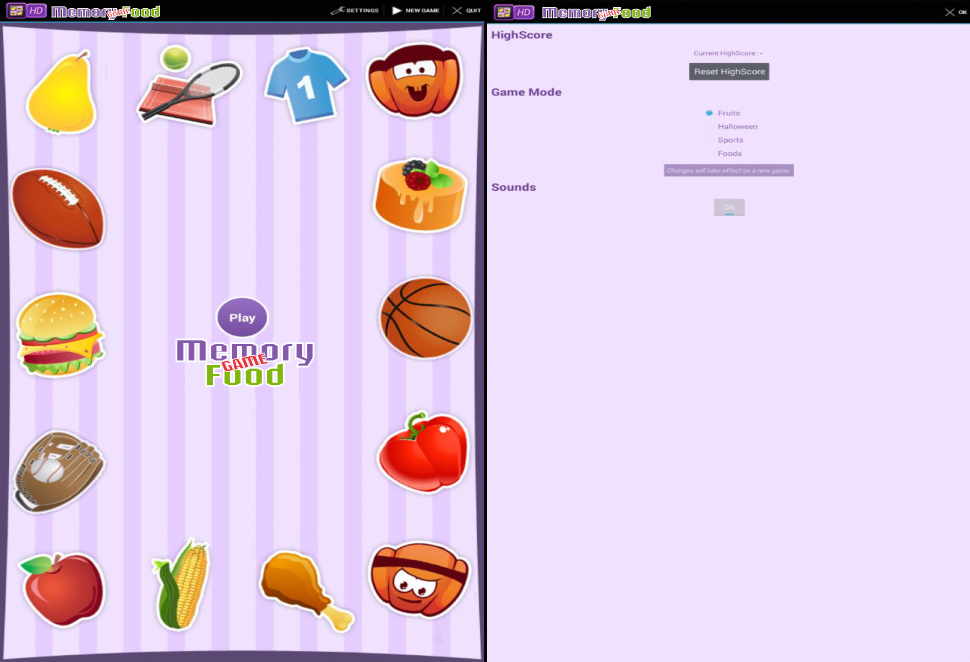 HD Memory Game Food SETTINGS NEW GAME QUIT
1
Play
Memory
GAME
Food
HD Memory Game Food OK
HighScore
Current HighScore : -
Reset HighScore
Game Mode
Fruits
Halloween
Sports
Foods
Changes will take effect on a new game.
Sounds
ON